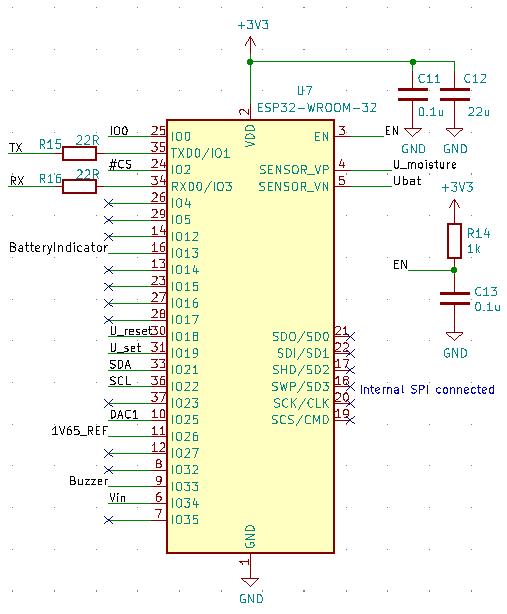 +3V3
U7
ESP32-WROOM-32
C11
0.1u
GND
C12
22u
GND
2
VDD
IO0 25 IO0
TX R15 22R 35 TXD0/IO1
#CS 24 IO2
RX R16 22R 34 RXD0/IO3
26 IO4
29 IO5
14 IO12
BatteryIndicator 16 IO13
13 IO14
23 IO15
27 IO16
28 IO17
U_reset 30 IO18
U_set 31 IO19
SDA 33 IO21
SCL 36 IO22
37 IO23
DAC1 10 IO25
1V65_REF 11 IO26
12 IO27
8 IO32
Buzzer 9 IO33
Vin 6 IO34
7 IO35
EN 3 EN
SENSOR_VP 4 U_moisture
SENSOR_VN 5 Ubat
+3V3
R14
1k
EN
C13
0.1u
GND
SDO/SD0 21
SDI/SD1 22
SHD/SD2 17
SWP/SD3 18
SCK/CLK 20
SCS/CMD 19
Internal SPI connected
GND
1
GND